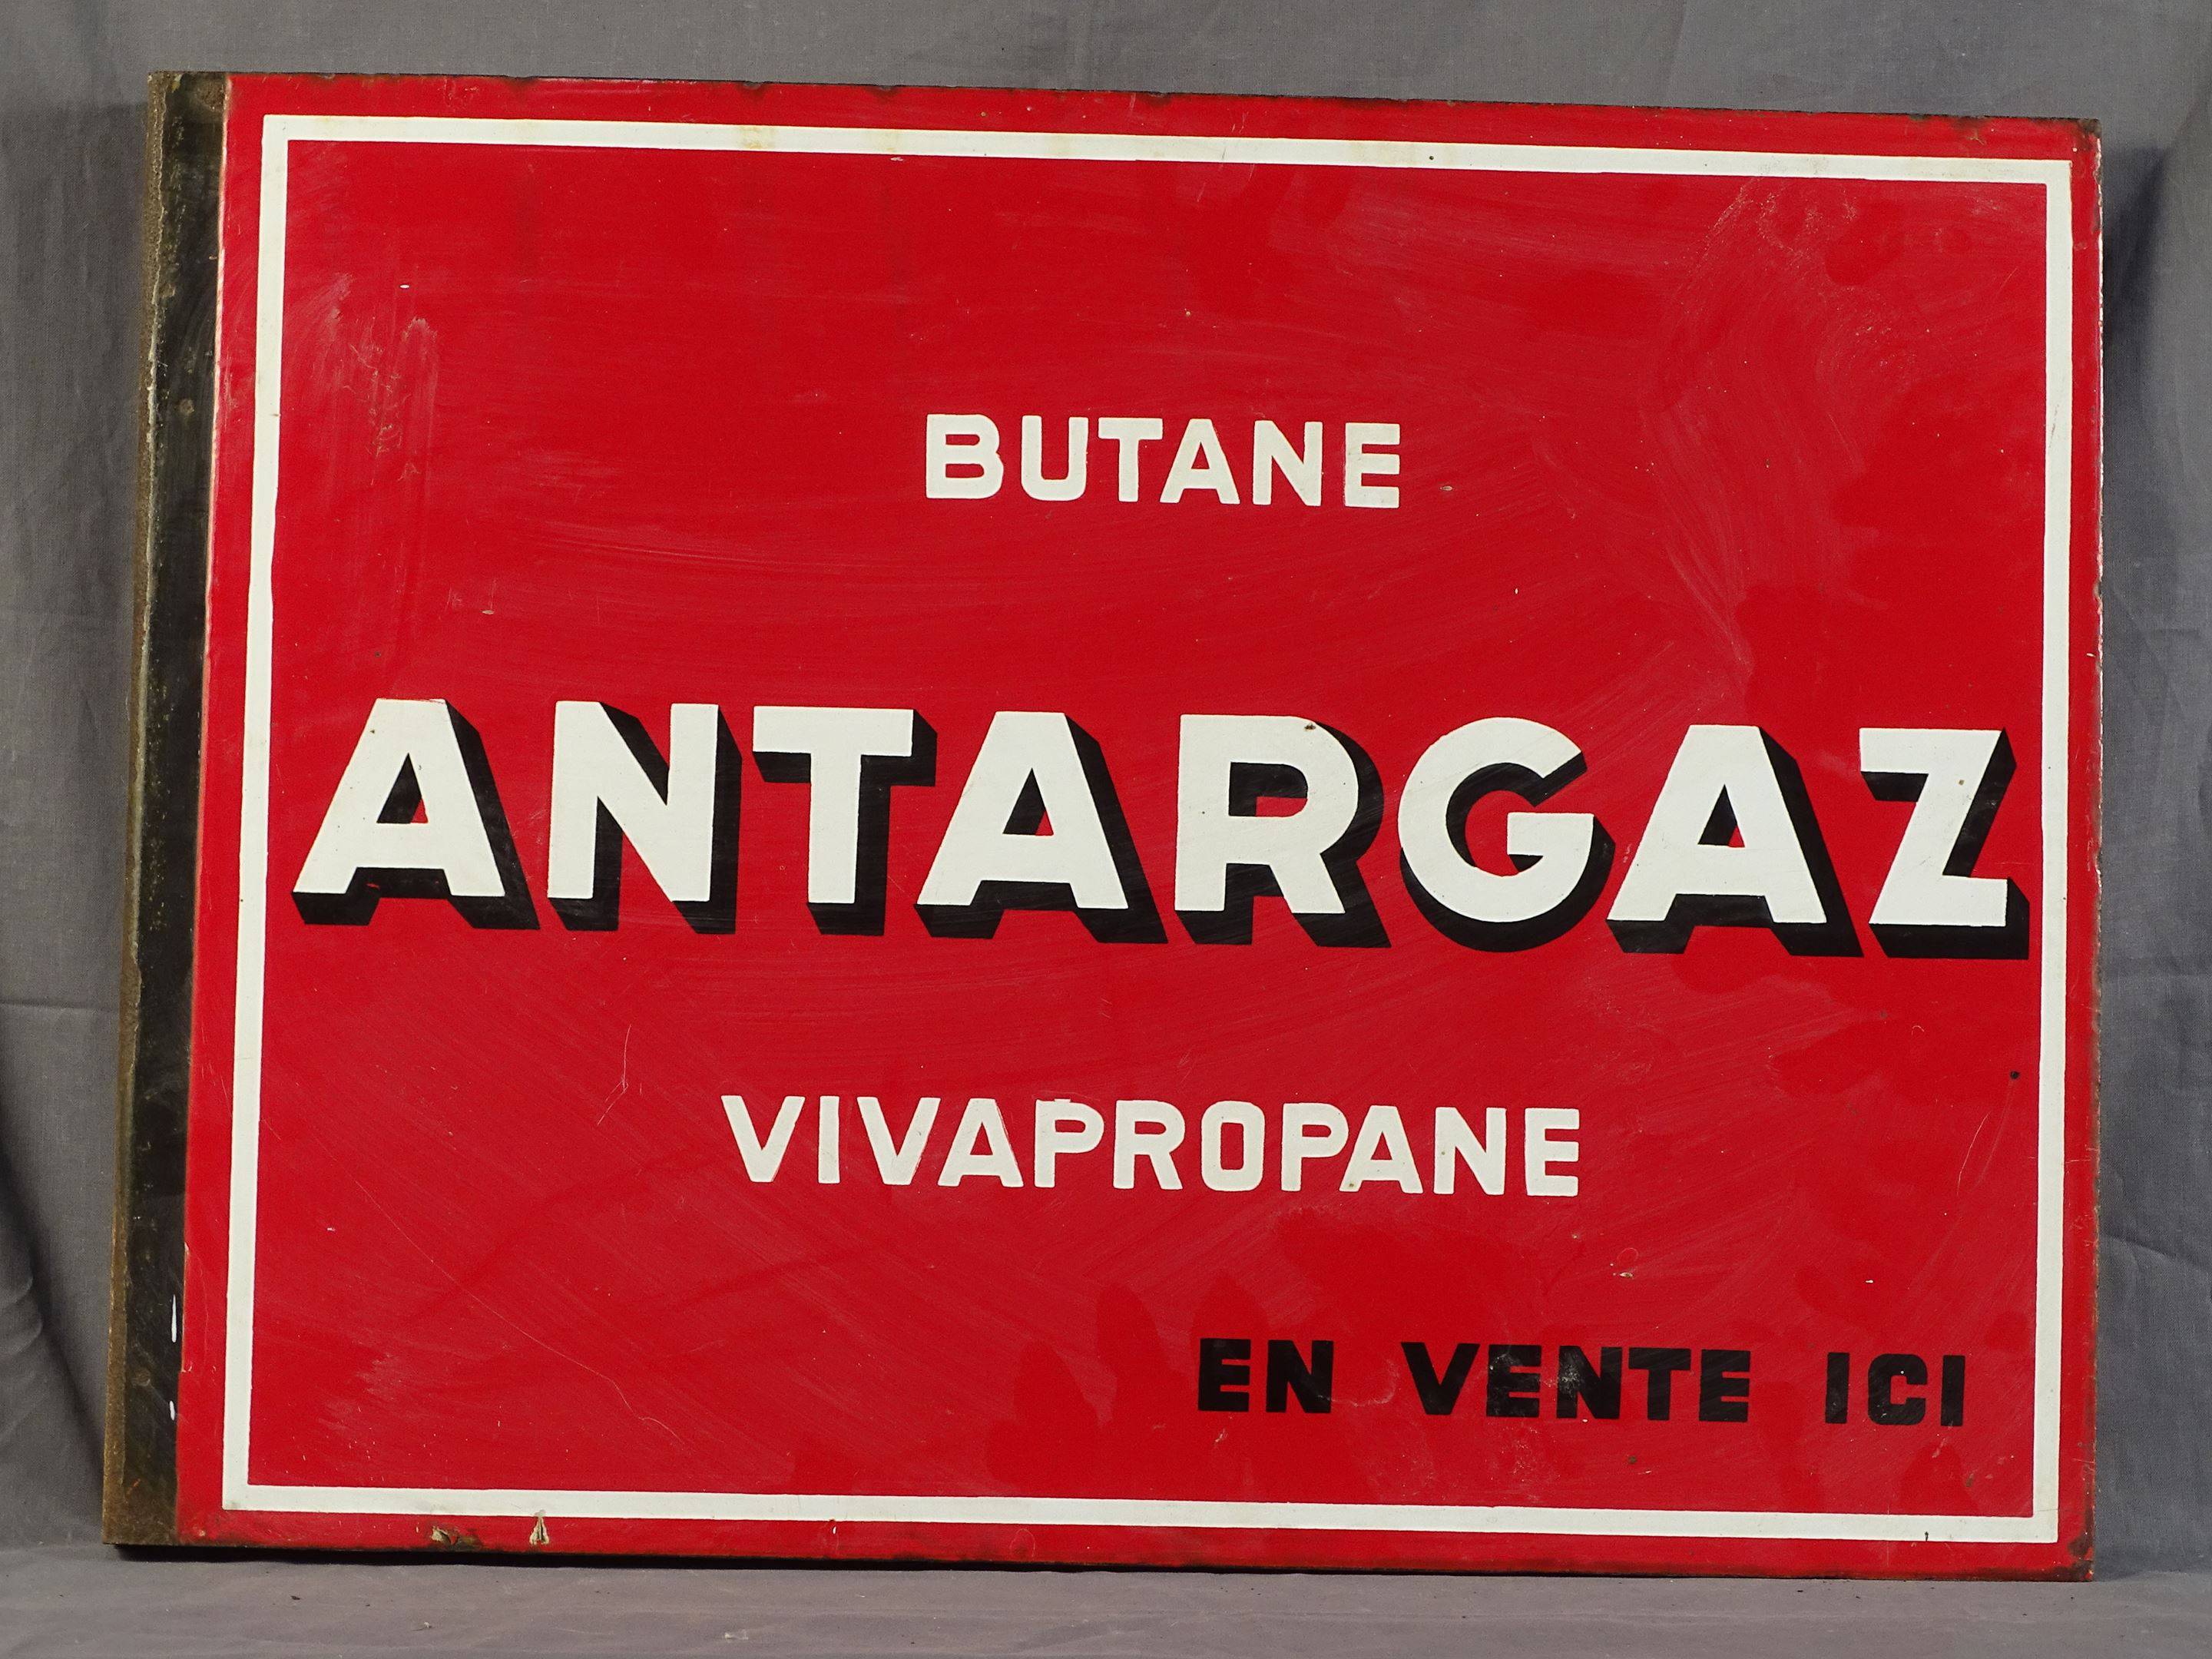 BUTANE
ANTARGAZ
VIVAPROPANE
EN VENTE ICI